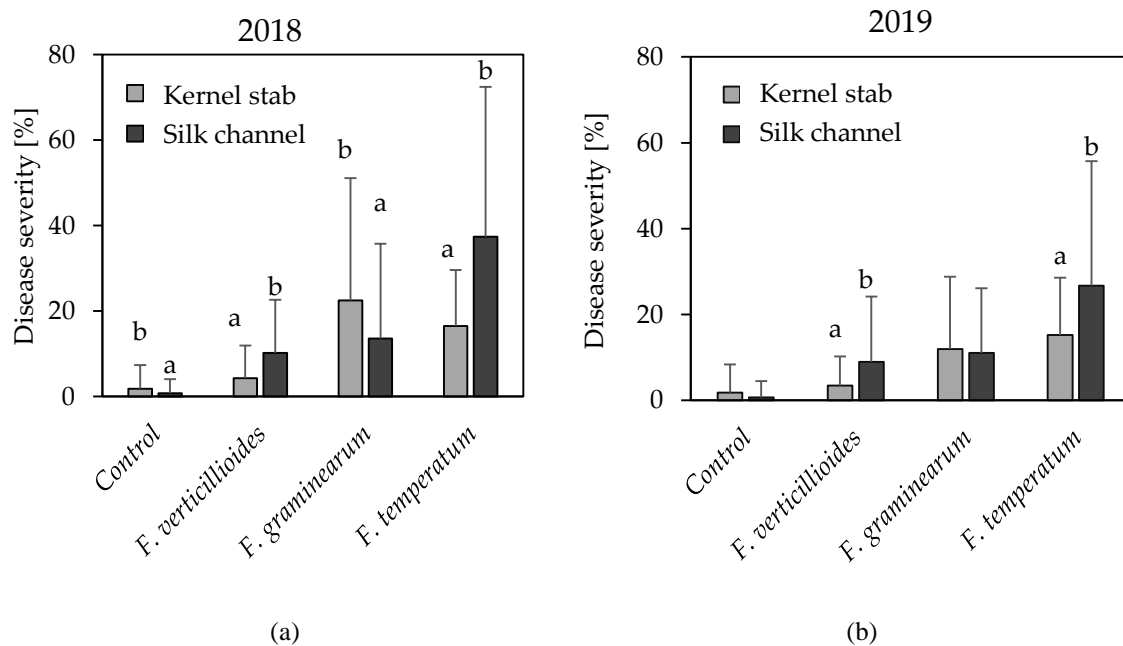 2018
Disease severity [%]
80
60
40
20
0
Kernel stab
Silk channel
b
a
a
b
b
a
a
b
Control
F. verticillioides
F. graminearum
F. temperatum
(a)
2019
Disease severity [%]
80
60
40
20
0
Kernel stab
Silk channel
a
b
a
b
Control
F. verticillioides
F. graminearum
F. temperatum
(b)